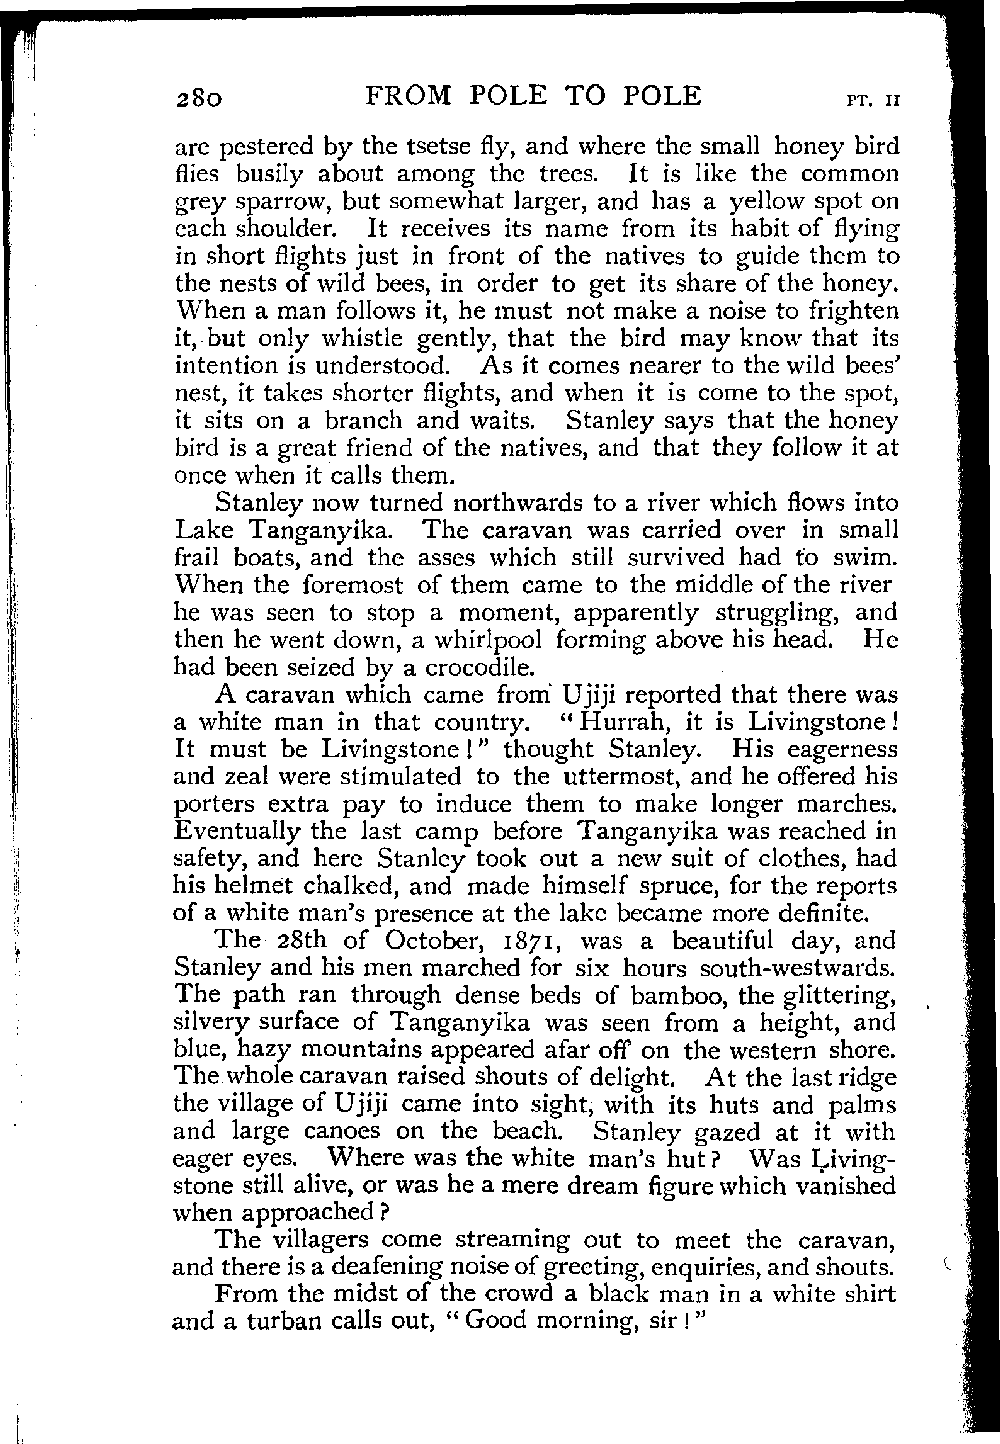 280 FROM POLE TO POLE PT. II
are pestered by the tsetse fly, and where the small honey bird
flies busily about among the trees. It is like the common
grey sparrow, but somewhat larger, and has a yellow spot on
each shoulder. It receives its name from its habit of flying
in short flights just in front of the natives to guide them to
the nests of wild bees, in order to get its share of the honey.
When a man follows it, he must not make a noise to frighten
it, but only whistle gently, that the bird may know that its
intention is understood. As it comes nearer to the wild bees'
nest, it takes shorter flights, and when it is come to the spot,
it sits on a branch and waits. Stanley says that the honey
bird is a great friend of the natives, and that they follow it at
once when it calls them.
Stanley now turned northwards to a river which flows into
Lake Tanganyika. The caravan was carried over in small
frail boats, and the asses which still survived had to swim.
When the foremost of them came to the middle of the river
he was seen to stop a moment, apparently struggling, and
then he went down, a whirlpool forming above his head. He
had been seized by a crocodile.
A caravan which came from Ujiji reported that there was
a white man in that country. "Hurrah, it is Livingstone!
It must be Livingstone!" thought Stanley. His eagerness
and zeal were stimulated to the uttermost, and he offered his
porters extra pay to induce them to make longer marches.
Eventually the last camp before Tanganyika was reached in
safety, and here Stanley took out a new suit of clothes, had
his helmet chalked, and made himself spruce, for the reports
of a white man's presence at the lake became more definite.
The 28th of October, 1871, was a beautiful day, and
Stanley and his men marched for six hours south-westwards.
The path ran through dense beds of bamboo, the glittering,
silvery surface of Tanganyika was seen from a height, and
blue, hazy mountains appeared afar off on the western shore.
The whole caravan raised shouts of delight. At the last ridge
the village of Ujiji came into sight, with its huts and palms
and large canoes on the beach. Stanley gazed at it with
eager eyes. Where was the white man's hut? Was Living-
stone still alive, or was he a mere dream figure which vanished
when approached?
The villagers come streaming out to meet the caravan,
and there is a deafening noise of greeting, enquiries, and shouts.
From the midst of the crowd a black man in a white shirt
and a turban calls out, "Good morning, sir!"